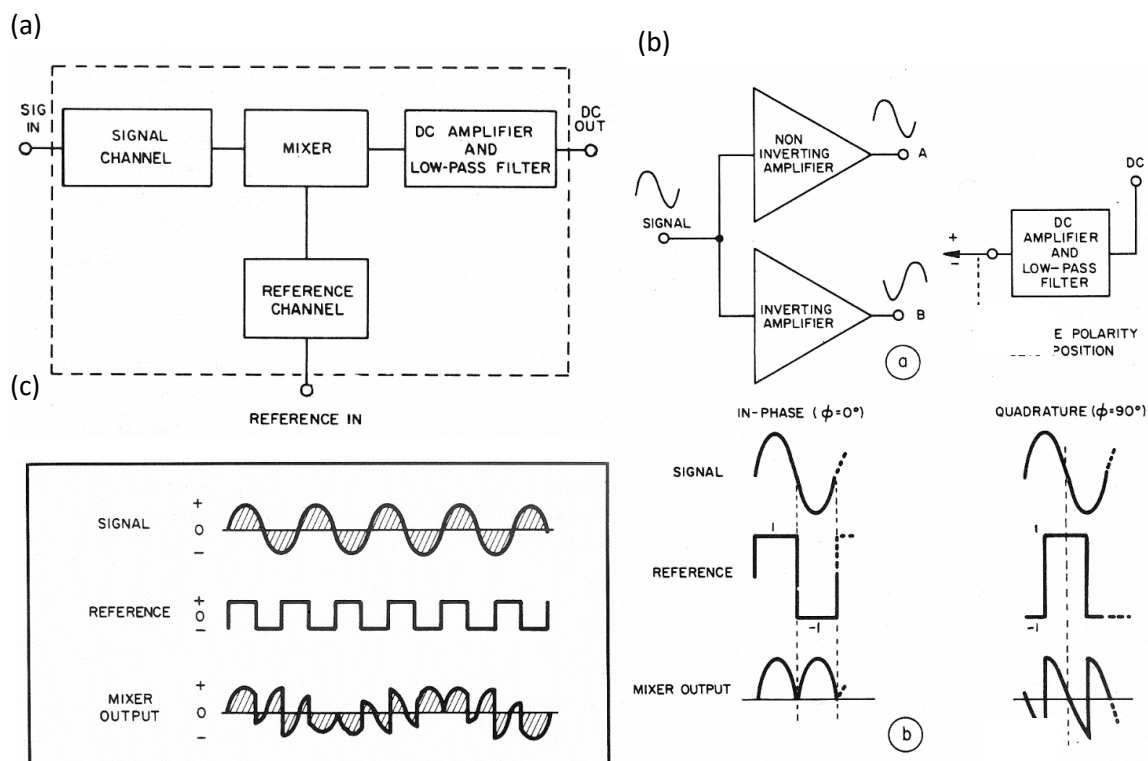 (a)
SIG
IN
SIGNAL
CHANNEL
MIXER
DC AMPLIFIER
AND
LOW-PASS FILTER
DC
OUT
REFERENCE
CHANNEL
REFERENCE IN
(b)
SIGNAL
NON
INVERTING
AMPLIFIER
A
INVERTING
AMPLIFIER
B
+
−
DC
AMPLIFIER
AND
LOW-PASS
FILTER
DC
E POLARITY
POSITION
a
IN-PHASE (ϕ=0°)
QUADRATURE (ϕ=90°)
SIGNAL
1
1
REFERENCE
-1
-1
MIXER OUTPUT
b
(c)
SIGNAL
+
0
−
REFERENCE
+
0
−
MIXER
OUTPUT
+
0
−